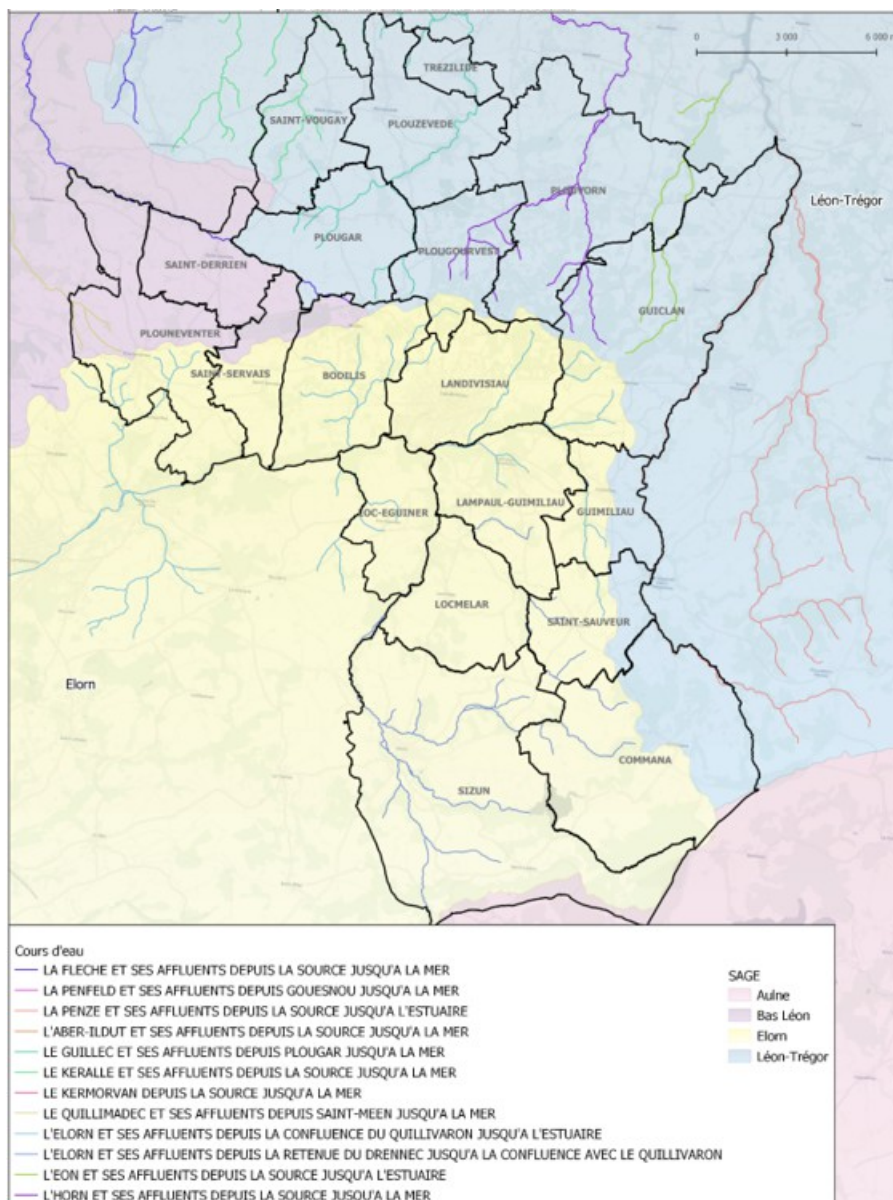 0 3 000 6 000 m
TREZILIDE
SAINT-VOUGAY
PLOUZEVEDE
PLOUVORN
Léon-Trégor
PLOUGAR
PLOUGOURVEST
SAINT-DERRIEN
GUICLAN
PLOUNEVENTER
SAINT-SERVAIS
BODILIS
LANDIVISIAU
LOC-EGUINER
LAMPAUL-GUIMILIAU
GUIMILIAU
LOCMELAR
SAINT-SAUVEUR
Elorn
COMMANA
SIZUN
Cours d'eau
LA FLECHE ET SES AFFLUENTS DEPUIS LA SOURCE JUSQU'A LA MER
LA PENFELD ET SES AFFLUENTS DEPUIS GOUESNOU JUSQU'A LA MER
LA PENZE ET SES AFFLUENTS DEPUIS LA SOURCE JUSQU'A L'ESTUAIRE
L'ABER-ILDUT ET SES AFFLUENTS DEPUIS LA SOURCE JUSQU'A LA MER
LE GUILLEC ET SES AFFLUENTS DEPUIS PLOUGAR JUSQU'A LA MER
LE KERALLE ET SES AFFLUENTS DEPUIS LA SOURCE JUSQU'A LA MER
LE KERMORVAN DEPUIS LA SOURCE JUSQU'A LA MER
LE QUILLIMADEC ET SES AFFLUENTS DEPUIS SAINT-MEEN JUSQU'A LA MER
L'ELORN ET SES AFFLUENTS DEPUIS LA CONFLUENCE DU QUILLIVARON JUSQU'A L'ESTUAIRE
L'ELORN ET SES AFFLUENTS DEPUIS LA RETENUE DU DRENNEC JUSQU'A LA CONFLUENCE AVEC LE QUILLIVARON
L'EON ET SES AFFLUENTS DEPUIS LA SOURCE JUSQU'A L'ESTUAIRE
L'HORN ET SES AFFLUENTS DEPUIS LA SOURCE JUSQU'A LA MER
SAGE
Aulne
Bas Léon
Elorn
Léon-Trégor